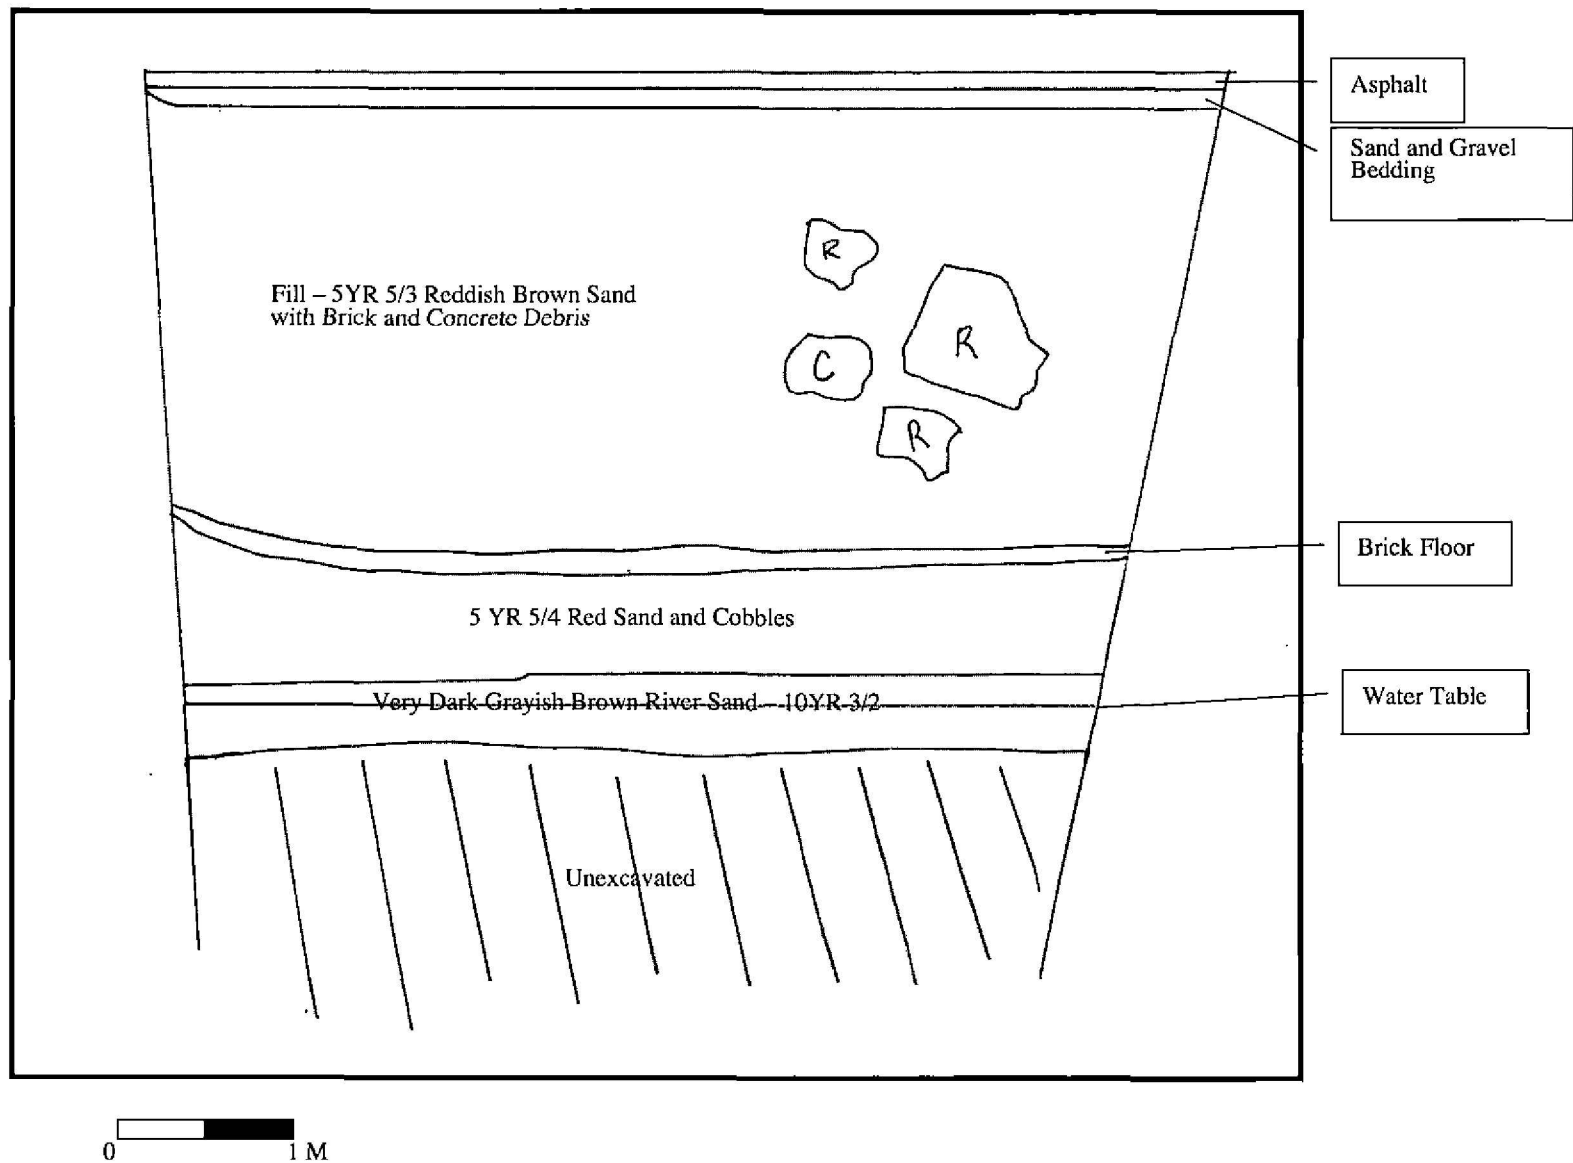 Asphalt
Sand and Gravel
Bedding
R
Fill – 5YR 5/3 Reddish Brown Sand
with Brick and Concrete Debris
R
C
R
Brick Floor
5 YR 5/4 Red Sand and Cobbles
Very Dark Grayish Brown River Sand – 10YR 3/2
Water Table
Unexcavated
0 1 M